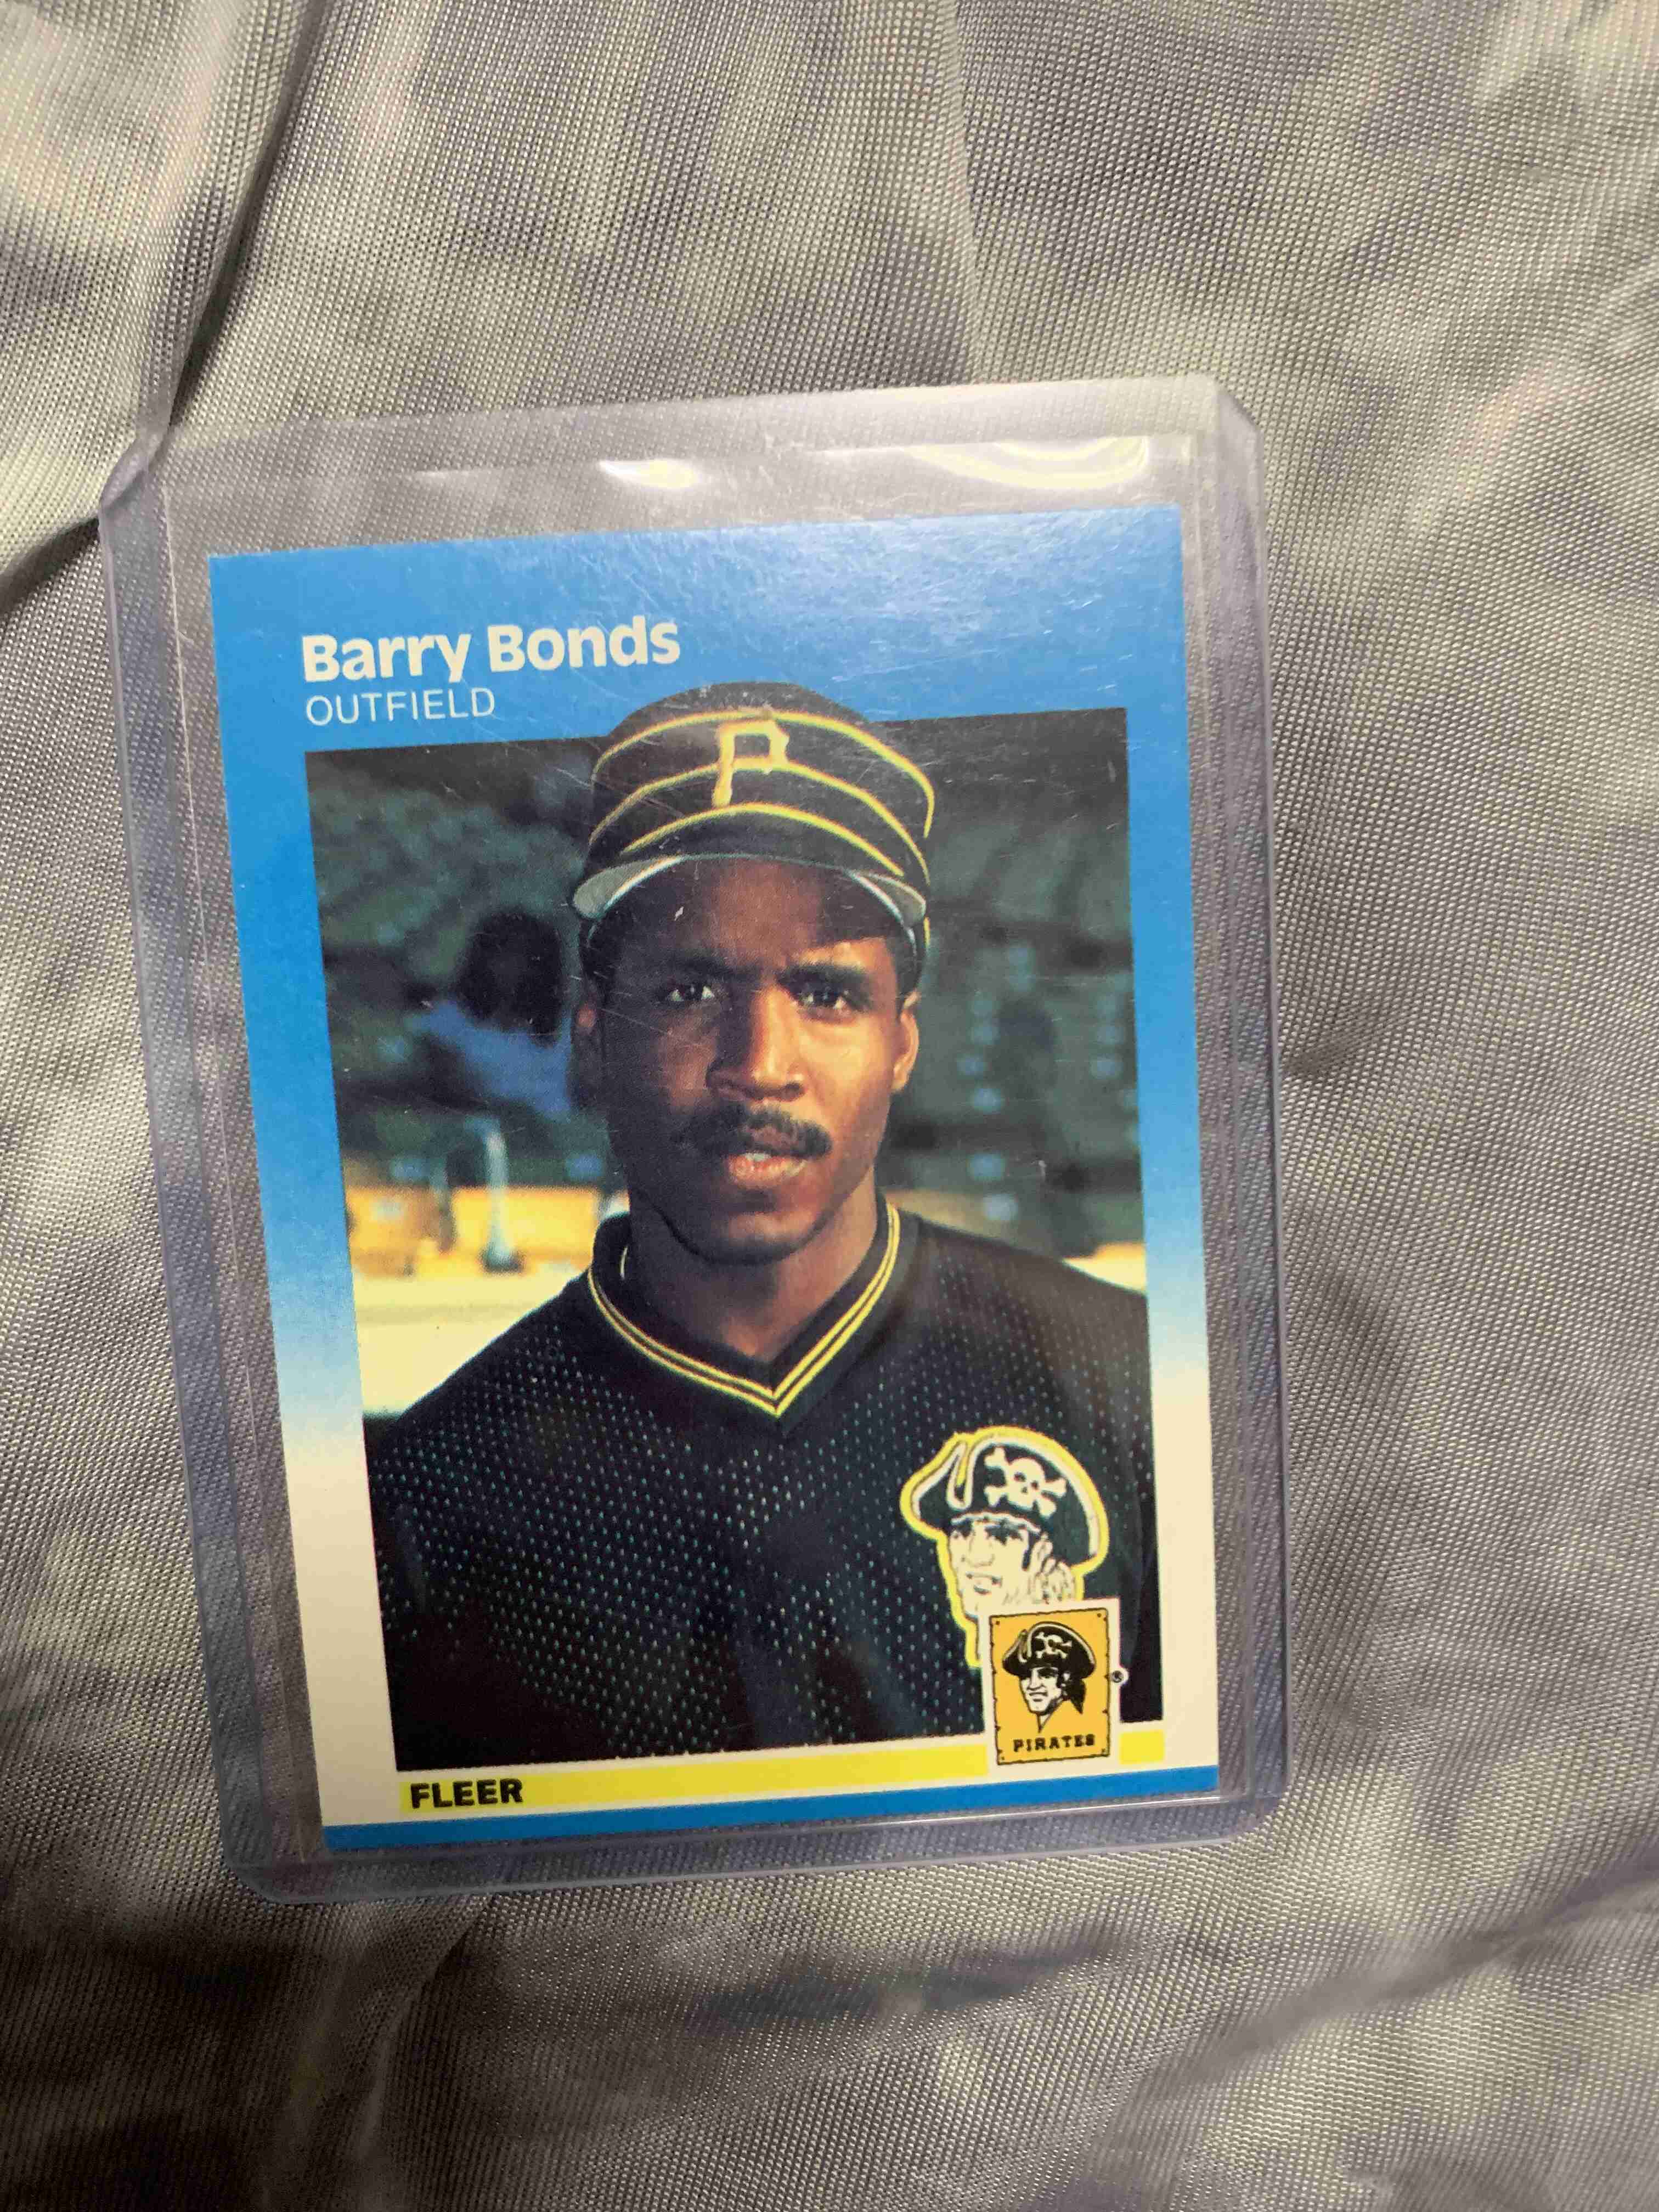 Barry Bonds
OUTFIELD
P
PIRATES
®
FLEER